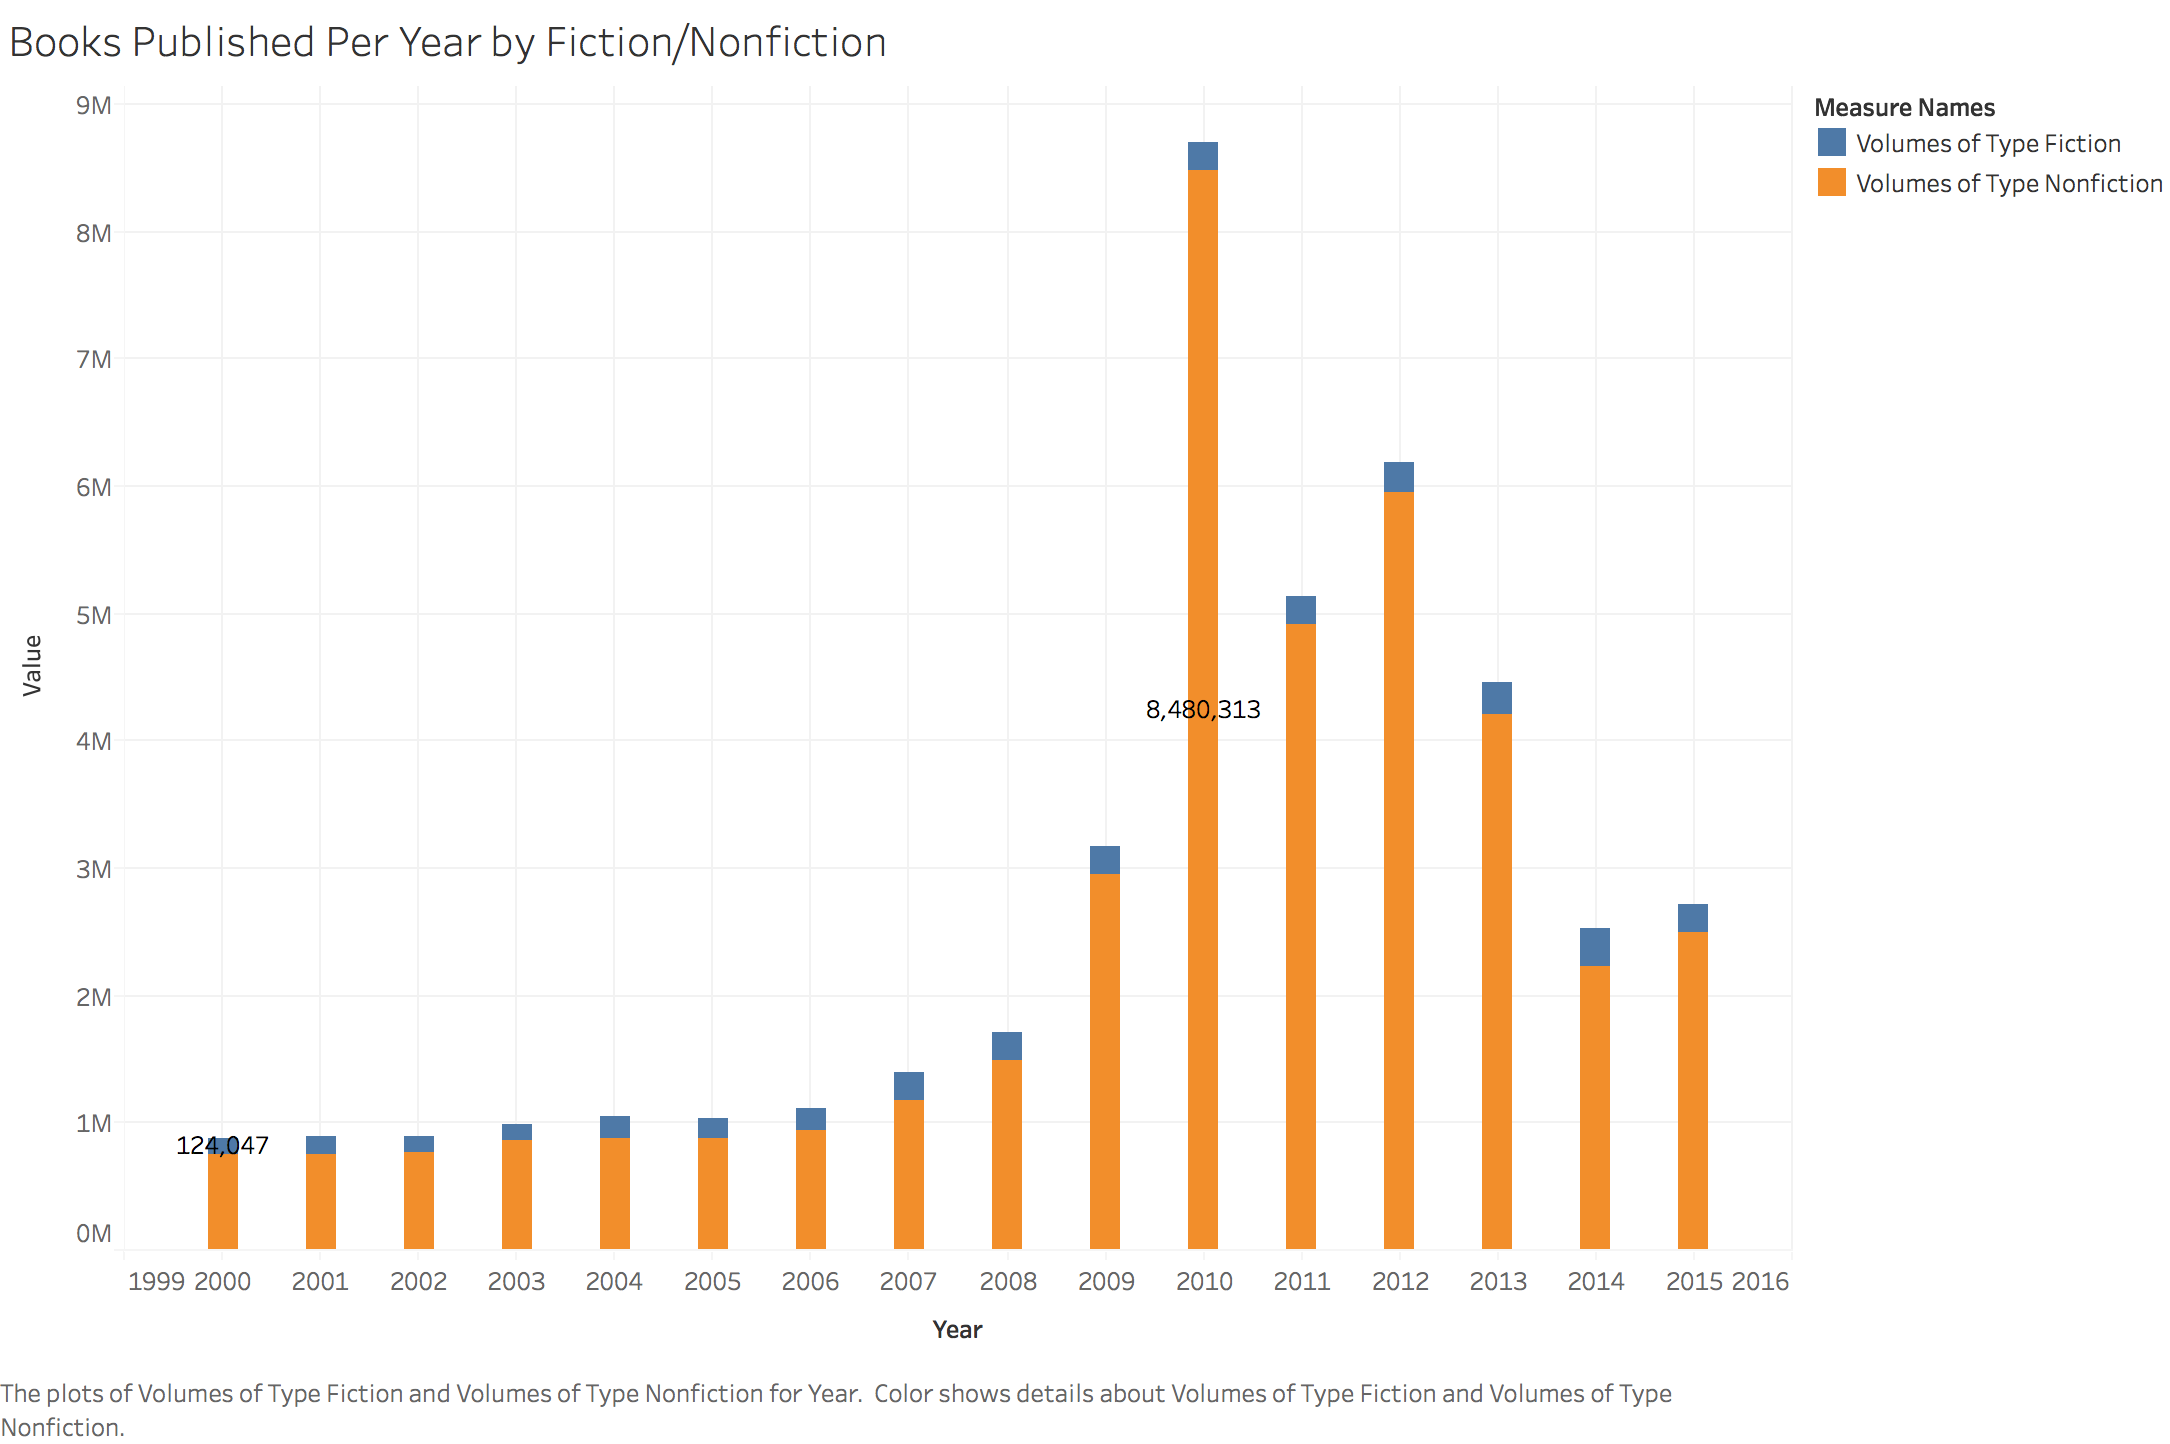 Books Published Per Year by Fiction/Nonfiction
Measure Names
Volumes of Type Fiction
Volumes of Type Nonfiction
9M
8M
7M
6M
5M
4M
3M
2M
1M
0M
Value
8,480,313
124,047
1999 2000 2001 2002 2003 2004 2005 2006 2007 2008 2009 2010 2011 2012 2013 2014 2015 2016
Year
The plots of Volumes of Type Fiction and Volumes of Type Nonfiction for Year.  Color shows details about Volumes of Type Fiction and Volumes of Type
Nonfiction.